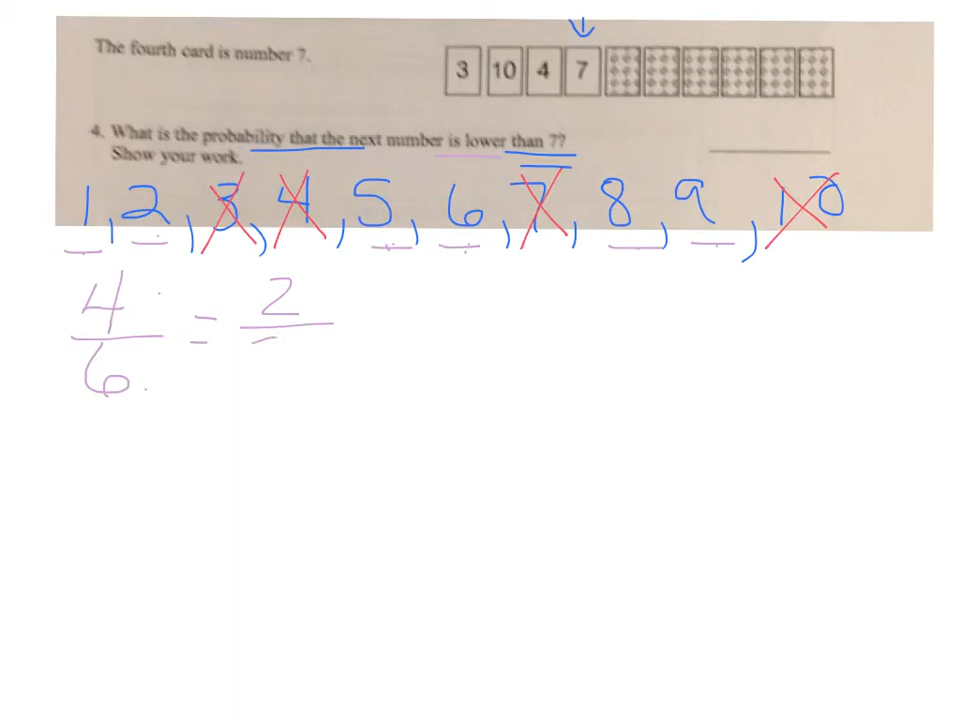 The fourth card is number 7.
3 10 4 7
4. What is the probability that the next number is lower than 7?
Show your work.
1, 2, 3, 4, 5, 6, 7, 8, 9, 10
4 = 2
6